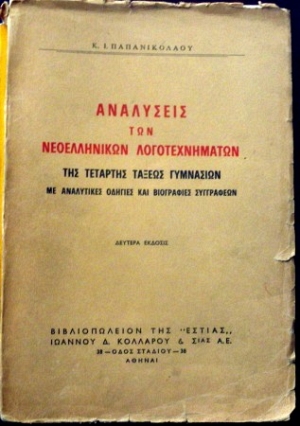 Κ. Ι. ΠΑΠΑΝΙΚΟΛΑΟΥ
ΑΝΑΛΥΣΕΙΣ
ΤΩΝ
ΝΕΟΕΛΛΗΝΙΚΩΝ ΛΟΓΟΤΕΧΝΗΜΑΤΩΝ
ΤΗΣ ΤΕΤΑΡΤΗΣ ΤΑΞΕΩΣ ΓΥΜΝΑΣΙΩΝ
ΜΕ ΑΝΑΛΥΤΙΚΕΣ ΟΔΗΓΙΕΣ ΚΑΙ ΒΙΟΓΡΑΦΙΕΣ ΣΥΓΓΡΑΦΕΩΝ
ΔΕΥΤΕΡΑ ΕΚΔΟΣΙΣ
ΒΙΒΛΙΟΠΩΛΕΙΟΝ ΤΗΣ "ΕΣΤΙΑΣ,,
ΙΩΑΝΝΟΥ Δ. ΚΟΛΛΑΡΟΥ & ΣΙΑΣ Α.Ε.
38—ΟΔΟΣ ΣΤΑΔΙΟΥ—38
ΑΘΗΝΑΙ